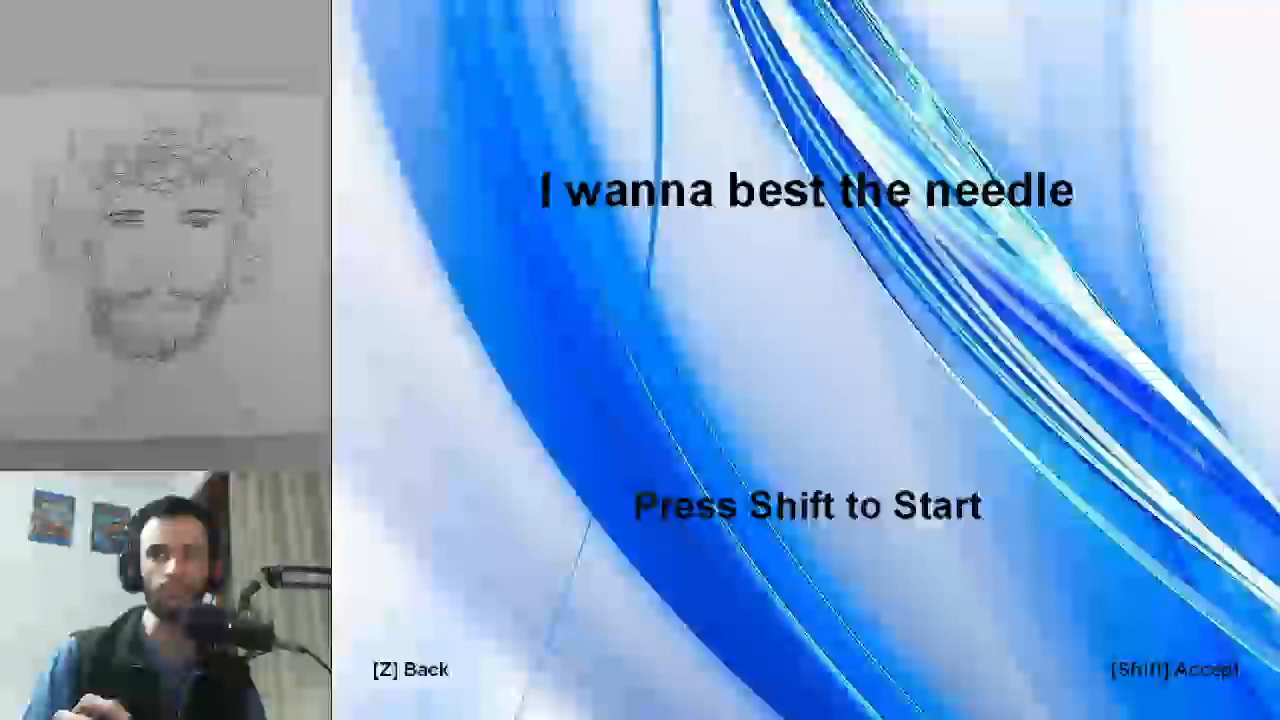 I wanna best the needle
Press Shift to Start
[Z] Back
[Shift] Accept